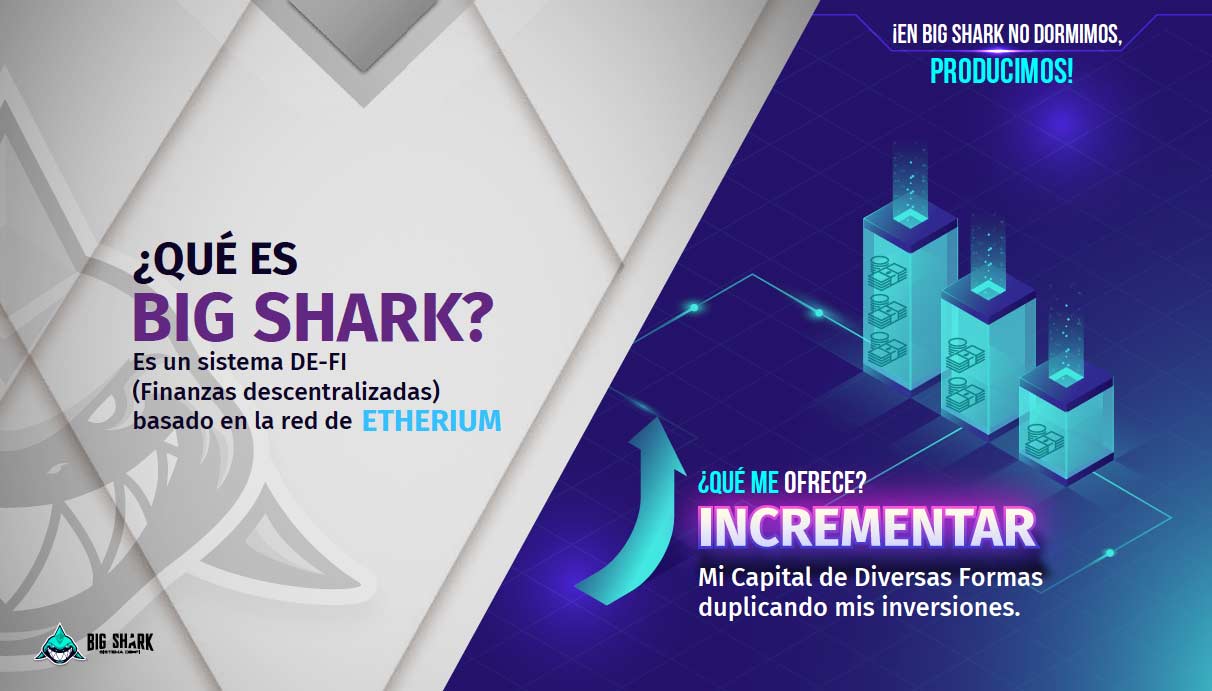 ¿QUÉ ES
BIG SHARK?
Es un sistema DE-FI
(Finanzas descentralizadas)
basado en la red de ETHERIUM
BIG SHARK
¡EN BIG SHARK NO DORMIMOS,
PRODUCIMOS!
¿QUÉ ME OFRECE?
INCREMENTAR
Mi Capital de Diversas Formas
duplicando mis inversiones.